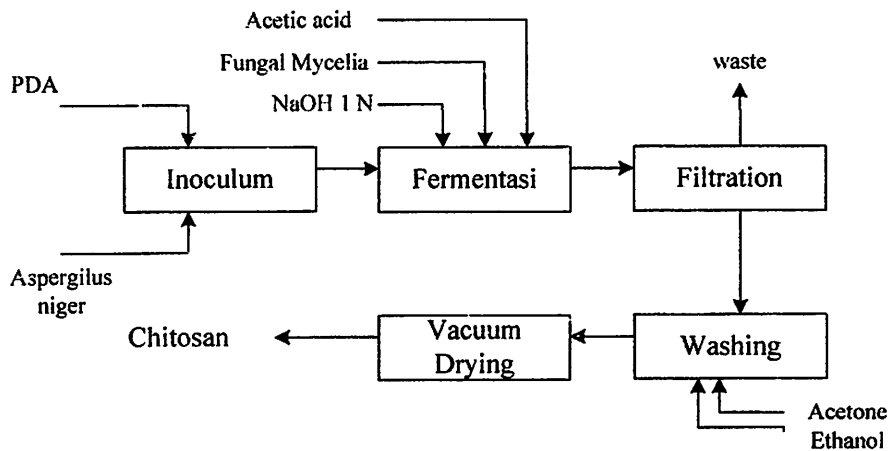 Acetic acid
Fungal Mycelia
NaOH 1 N
PDA
waste
Inoculum
Fermentasi
Filtration
Aspergilus
niger
Chitosan
Vacuum
Drying
Washing
Acetone
Ethanol